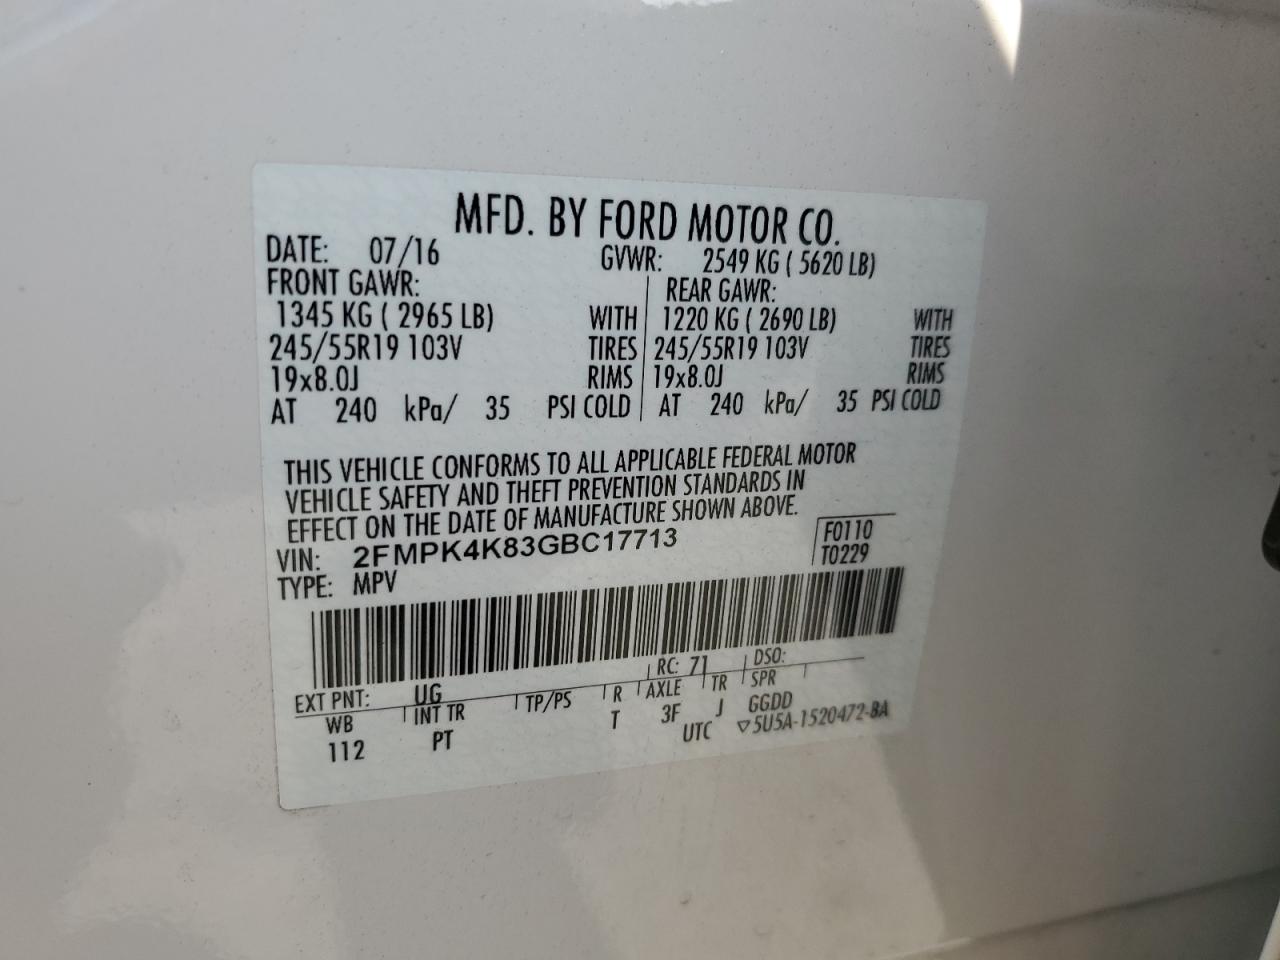 MFD. BY FORD MOTOR CO.
DATE: 07/16 GVWR: 2549 KG ( 5620 LB)
FRONT GAWR: REAR GAWR:
1345 KG ( 2965 LB) WITH 1220 KG ( 2690 LB) WITH
245/55R19 103V TIRES 245/55R19 103V TIRES
19x8.0J RIMS 19x8.0J RIMS
AT 240 kPa/ 35 PSI COLD AT 240 kPa/ 35 PSI COLD
THIS VEHICLE CONFORMS TO ALL APPLICABLE FEDERAL MOTOR
VEHICLE SAFETY AND THEFT PREVENTION STANDARDS IN
EFFECT ON THE DATE OF MANUFACTURE SHOWN ABOVE.
VIN: 2FMPK4K83GBC17713 F0110
TYPE: MPV T0229
EXT PNT: UG RC: 71 DSO:
WB INT TR TP/PS R AXLE TR SPR
112 PT T 3F J GGDD
UTC ▽5U5A-1520472-BA